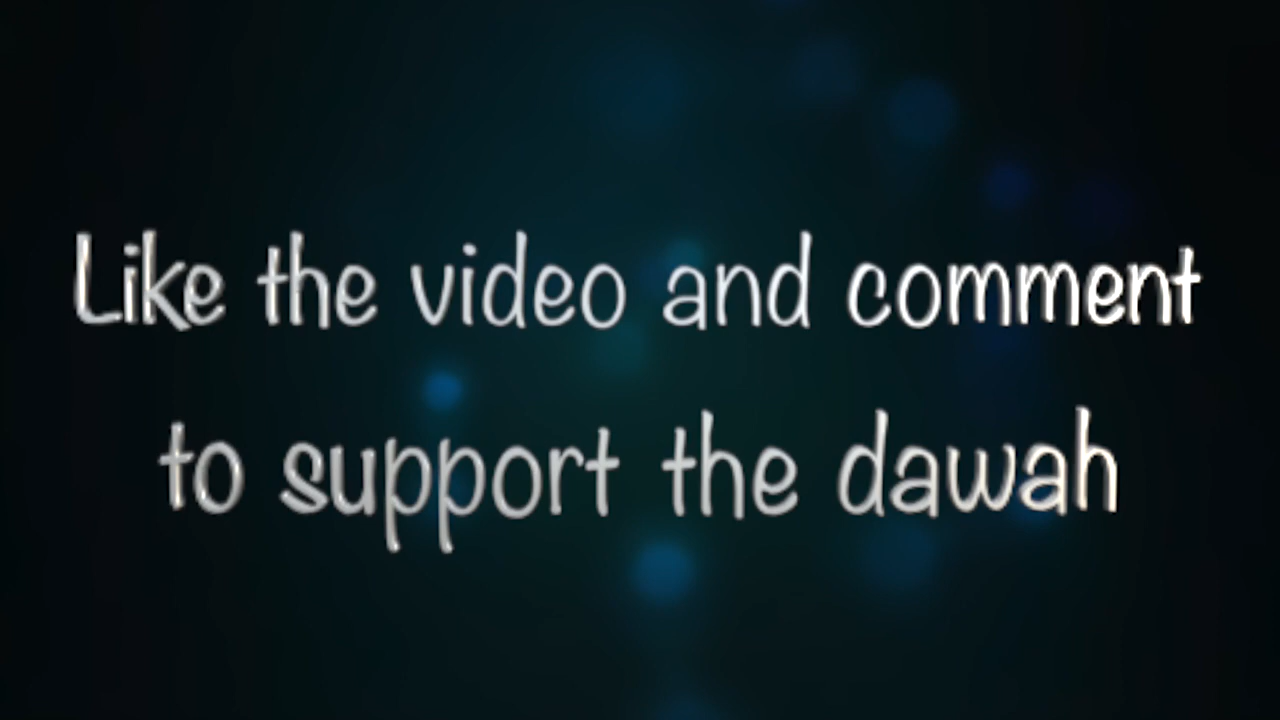 Like the video and comment
to support the dawah